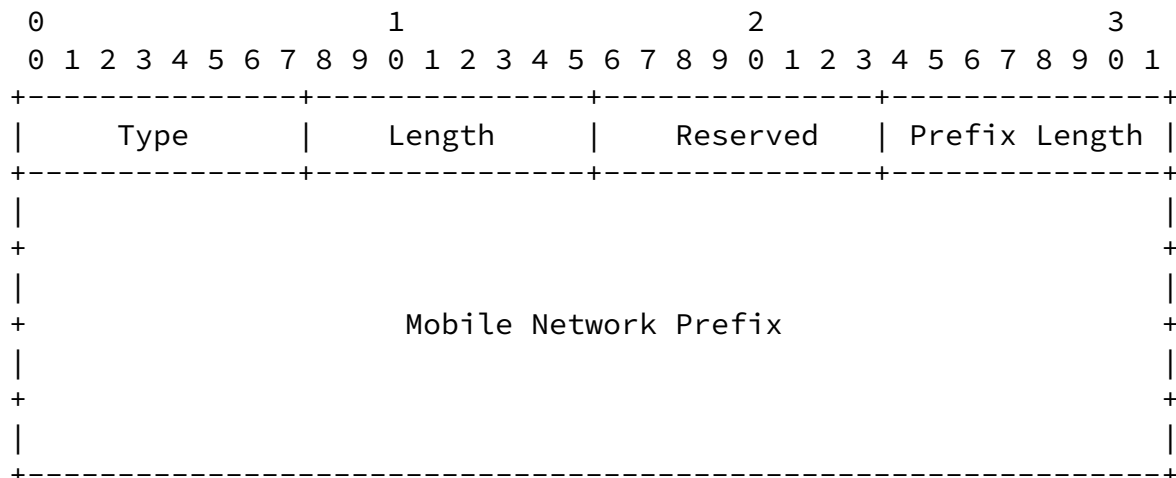 0                   1                   2                   3
0 1 2 3 4 5 6 7 8 9 0 1 2 3 4 5 6 7 8 9 0 1 2 3 4 5 6 7 8 9 0 1
+---------------+---------------+---------------+---------------+
|     Type      |    Length     |    Reserved   | Prefix Length |
+---------------+---------------+---------------+---------------+
|                                                               |
+                                                               +
|                                                               |
+                     Mobile Network Prefix                     +
|                                                               |
+                                                               +
|                                                               |
+---------------------------------------------------------------+